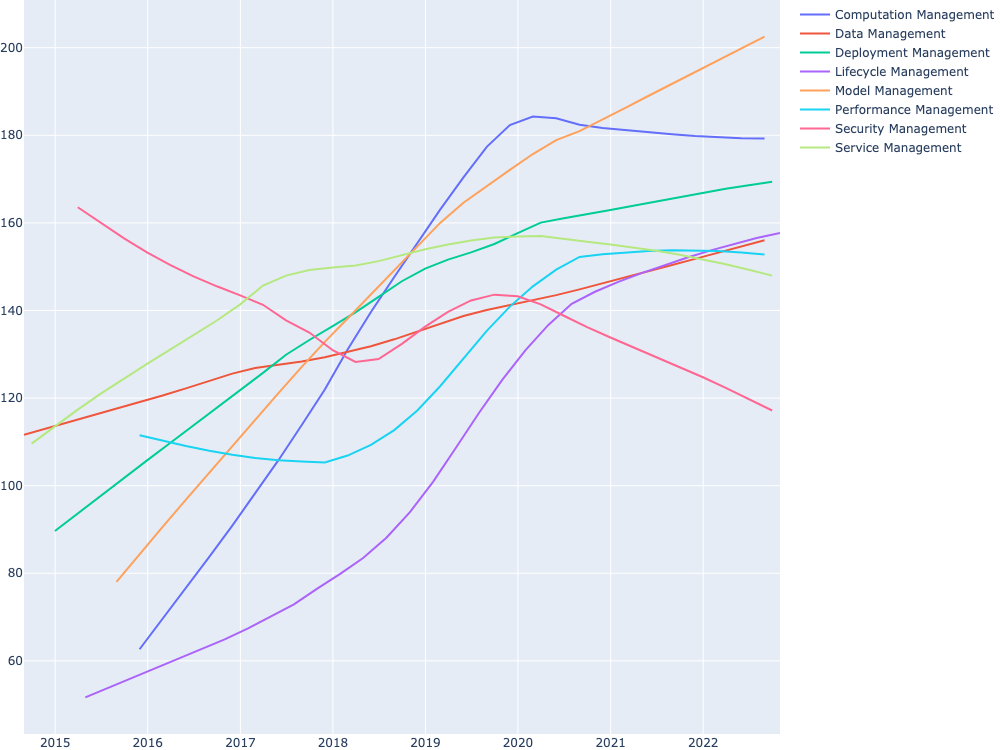 200
180
160
140
120
100
80
60
2015 2016 2017 2018 2019 2020 2021 2022
Computation Management
Data Management
Deployment Management
Lifecycle Management
Model Management
Performance Management
Security Management
Service Management